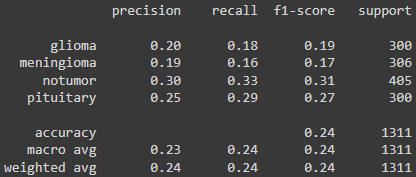 precision recall f1-score support
glioma 0.20 0.18 0.19 300
meningioma 0.19 0.16 0.17 306
notumor 0.30 0.33 0.31 405
pituitary 0.25 0.29 0.27 300
accuracy 0.24 1311
macro avg 0.23 0.24 0.24 1311
weighted avg 0.24 0.24 0.24 1311